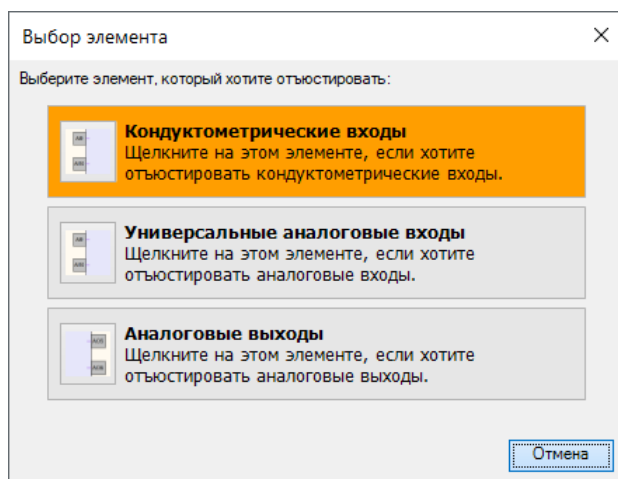 Выбор элемента
Выберите элемент, который хотите отъюстировать:
Кондуктометрические входы
Щелкните на этом элементе, если хотите
отъюстировать кондуктометрические входы.
Универсальные аналоговые входы
Щелкните на этом элементе, если хотите
отъюстировать аналоговые входы.
Аналоговые выходы
Щелкните на этом элементе, если хотите
отъюстировать аналоговые выходы.
Отмена